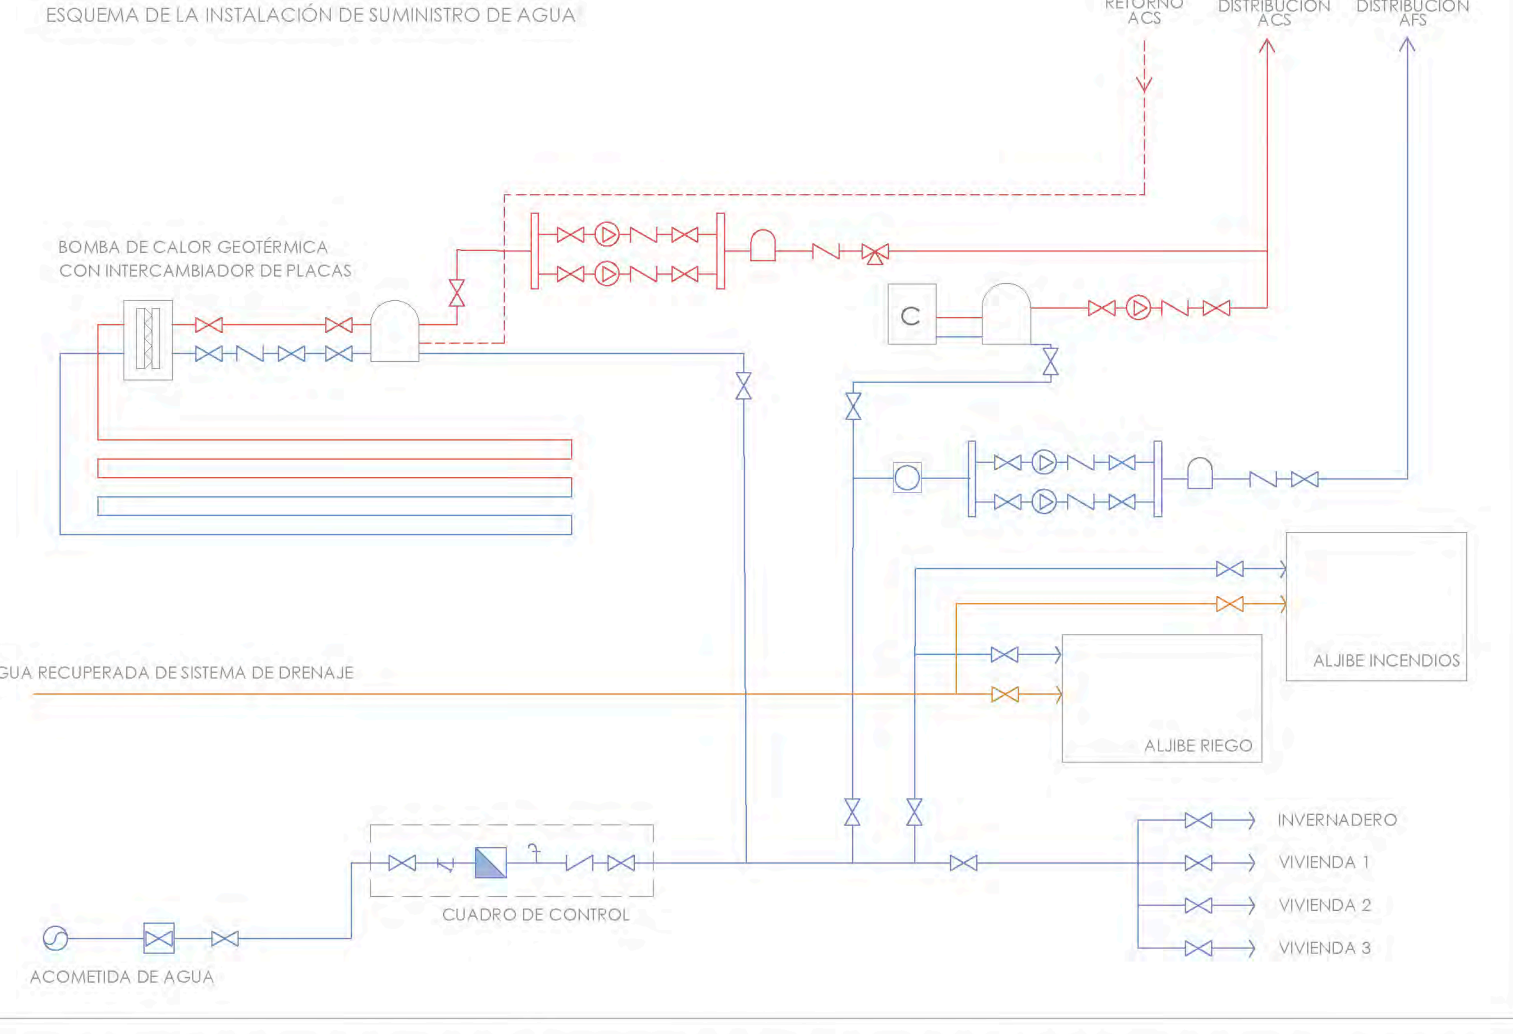 ESQUEMA DE LA INSTALACIÓN DE SUMINISTRO DE AGUA
RETORNO
ACS
DISTRIBUCIÓN
ACS
DISTRIBUCIÓN
AFS
BOMBA DE CALOR GEOTÉRMICA
CON INTERCAMBIADOR DE PLACAS
C
GUA RECUPERADA DE SISTEMA DE DRENAJE
ALJIBE INCENDIOS
ALJIBE RIEGO
INVERNADERO
VIVIENDA 1
VIVIENDA 2
VIVIENDA 3
CUADRO DE CONTROL
ACOMETIDA DE AGUA